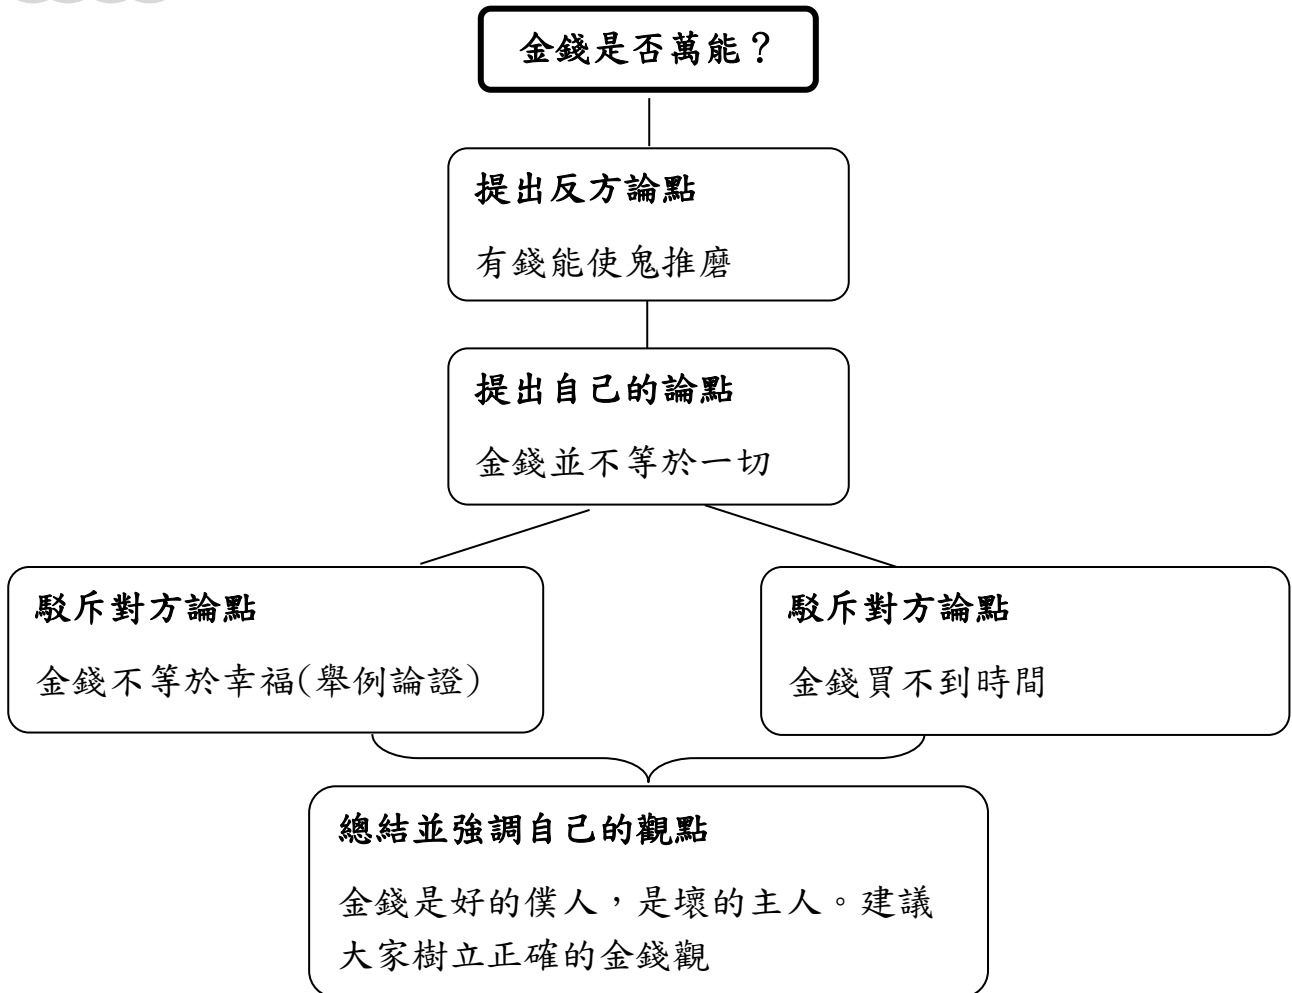 金錢是否萬能？
提出反方論點
有錢能使鬼推磨
提出自己的論點
金錢並不等於一切
駁斥對方論點
金錢不等於幸福(舉例論證)
駁斥對方論點
金錢買不到時間
總結並強調自己的觀點
金錢是好的僕人，是壞的主人。建議
大家樹立正確的金錢觀